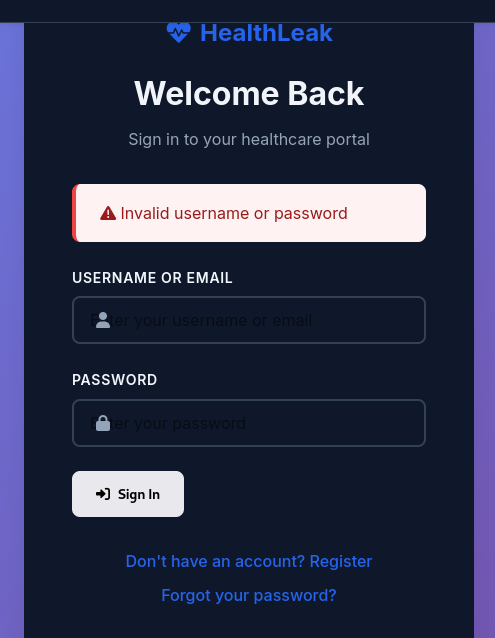 HealthLeak
Welcome Back
Sign in to your healthcare portal
Invalid username or password
USERNAME OR EMAIL
Enter your username or email
PASSWORD
Enter your password
Sign In
Don't have an account? Register
Forgot your password?